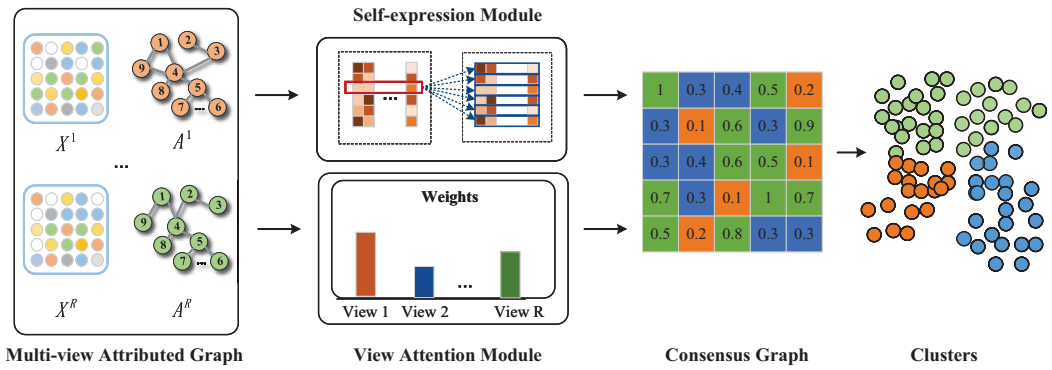 Self-expression Module
1 2 3 9 4 8 5 7 ... 6
X¹ A¹
...
1 2 3 9 4 8 5 7 ... 6
Xᴿ Aᴿ
...
Weights
...
View 1 View 2 View R
1 0.3 0.4 0.5 0.2
0.3 0.1 0.6 0.3 0.9
0.3 0.4 0.6 0.5 0.1
0.7 0.3 0.1 1 0.7
0.5 0.2 0.8 0.3 0.3
Multi-view Attributed Graph
View Attention Module
Consensus Graph
Clusters